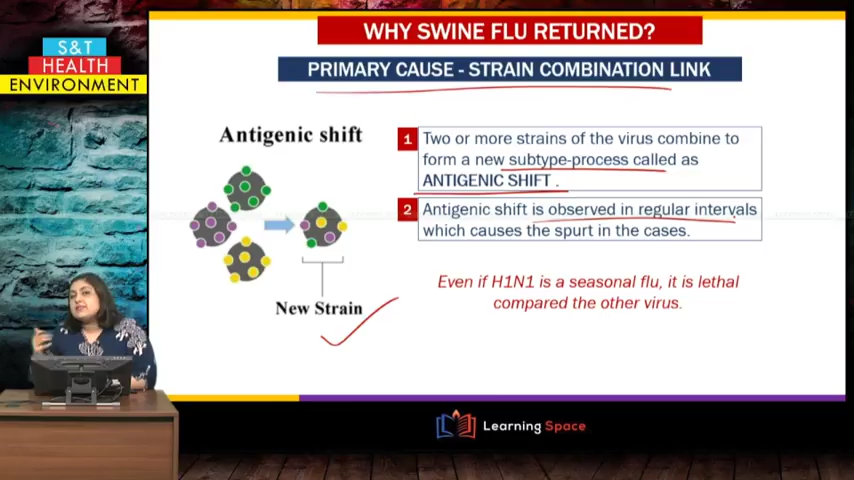 WHY SWINE FLU RETURNED?
S&T
HEALTH
ENVIRONMENT
PRIMARY CAUSE - STRAIN COMBINATION LINK
Antigenic shift
1
Two or more strains of the virus combine to
form a new subtype-process called as
ANTIGENIC SHIFT .
2
Antigenic shift is observed in regular intervals
which causes the spurt in the cases.
Even if H1N1 is a seasonal flu, it is lethal
compared the other virus.
New Strain
Learning Space